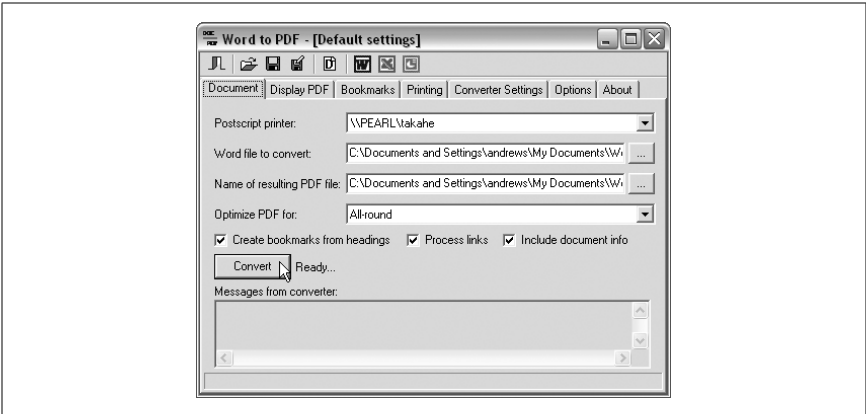 DOC
PDF
Word to PDF - [Default settings]
Document Display PDF Bookmarks Printing Converter Settings Options About
Postscript printer: \\PEARL\takahe
Word file to convert: C:\Documents and Settings\andrews\My Documents\W ...
Name of resulting PDF file: C:\Documents and Settings\andrews\My Documents\W ...
Optimize PDF for: All-round
Create bookmarks from headings Process links Include document info
Convert Ready...
Messages from converter: